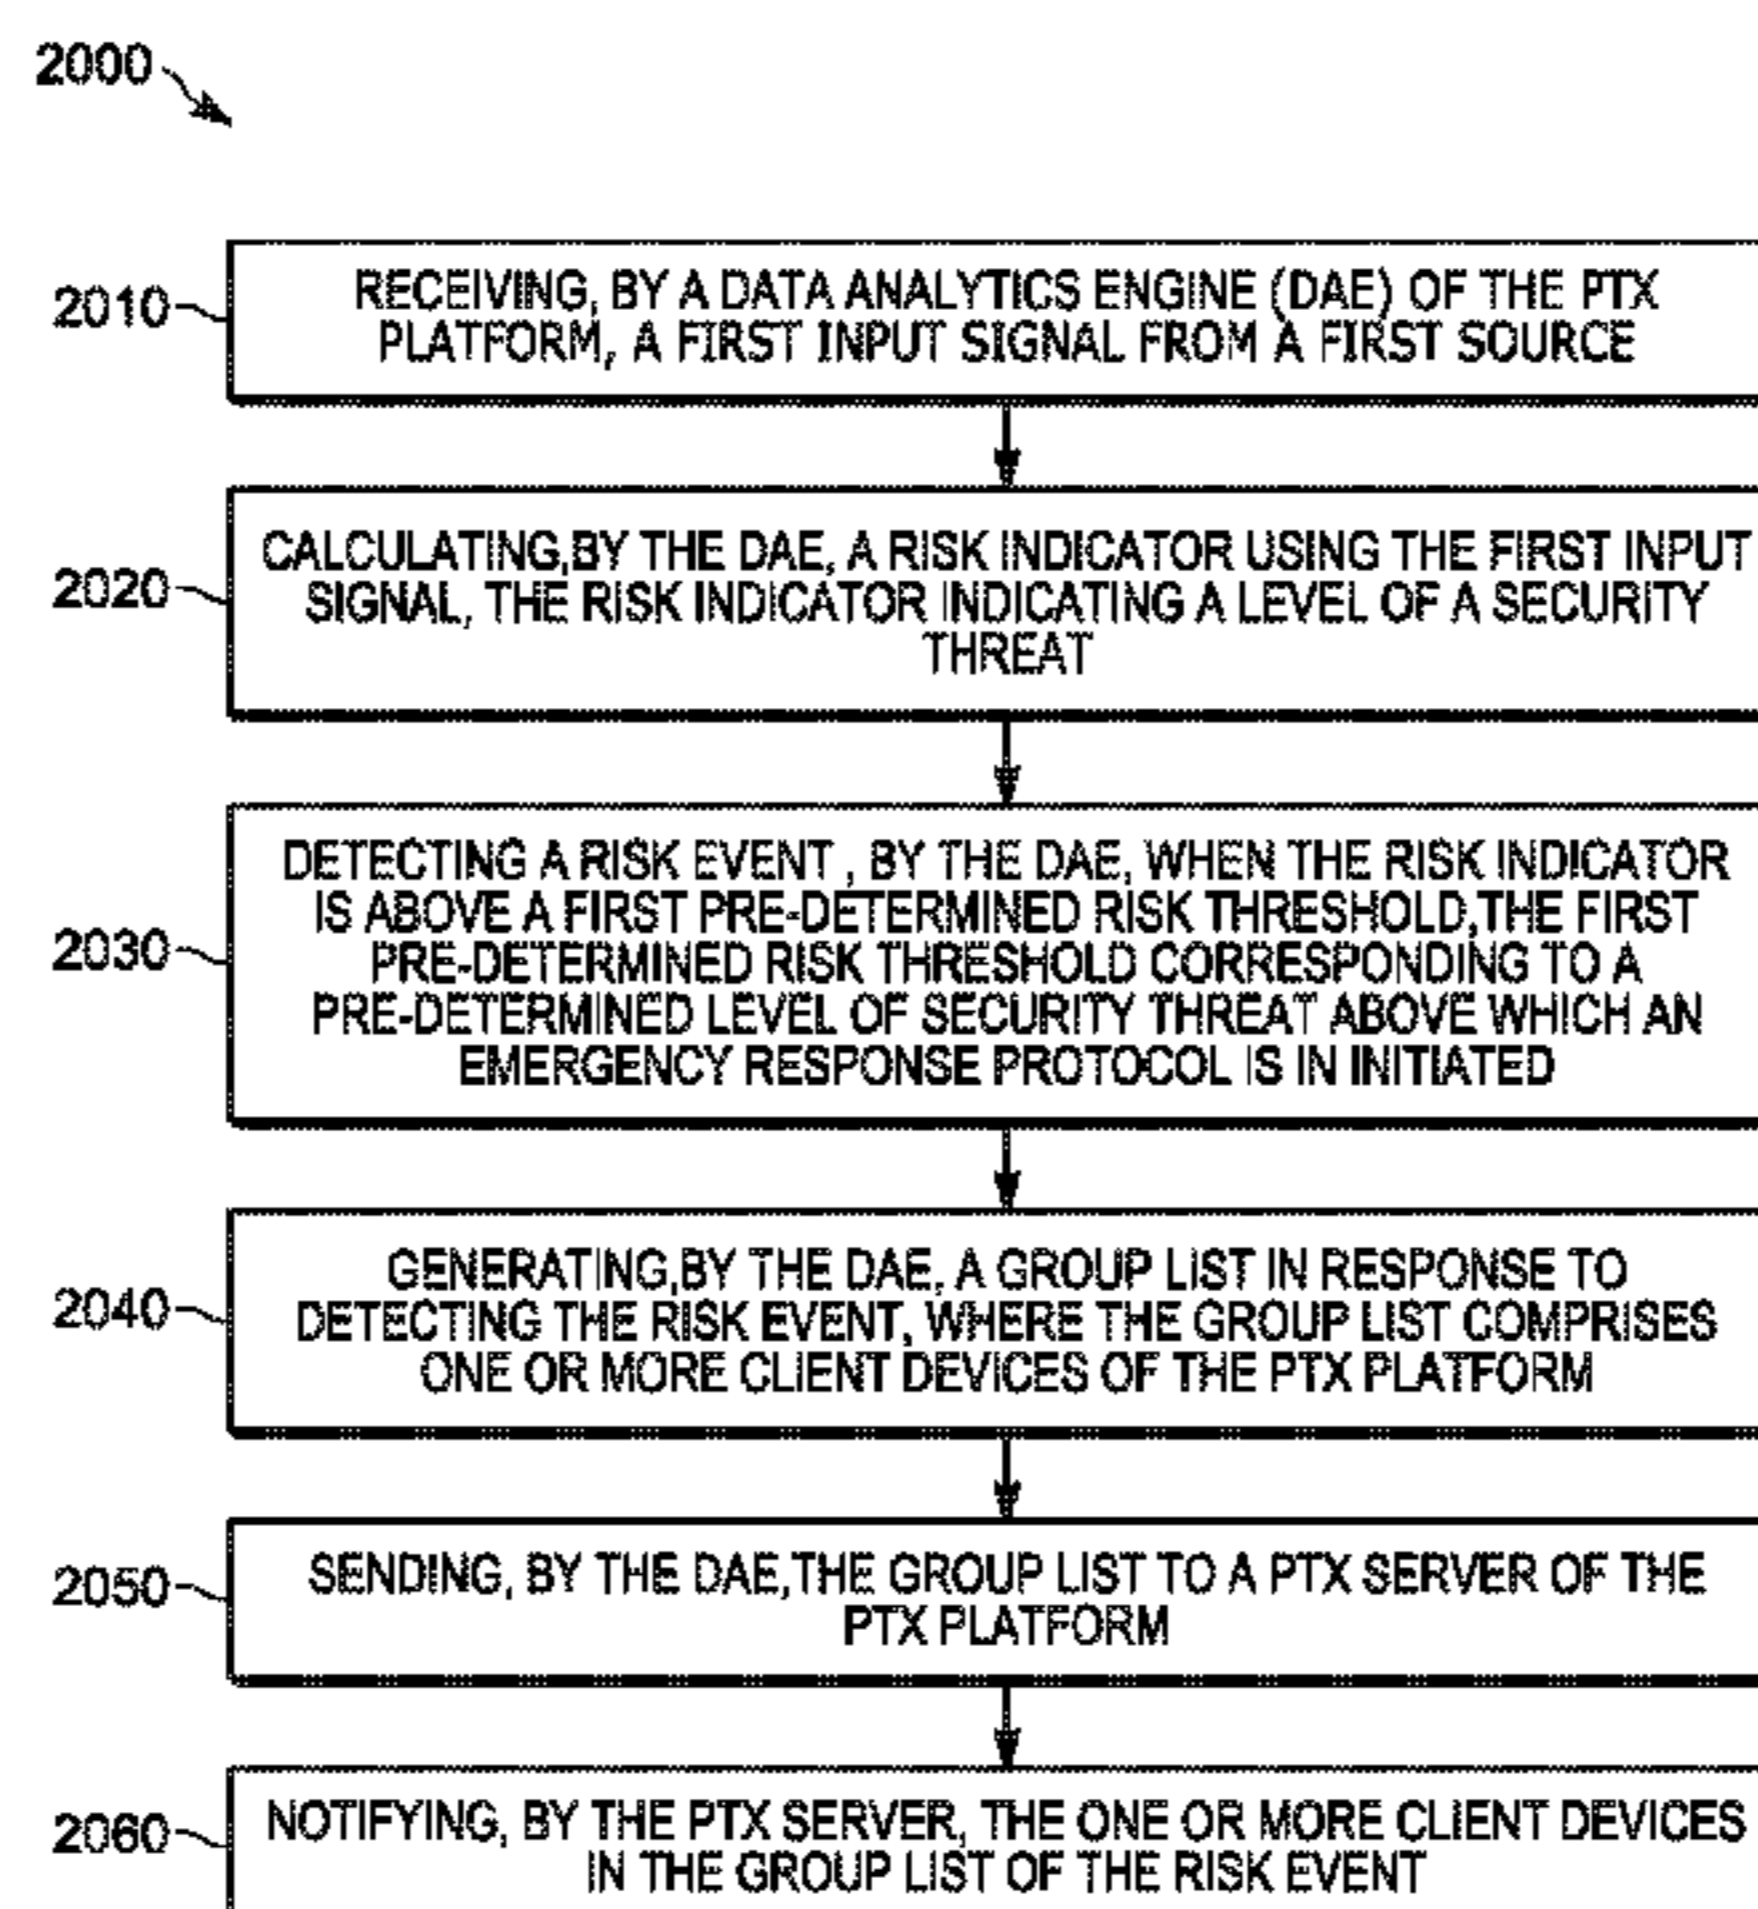 2000
2010
RECEIVING, BY A DATA ANALYTICS ENGINE (DAE) OF THE PTX
PLATFORM, A FIRST INPUT SIGNAL FROM A FIRST SOURCE
2020
CALCULATING,BY THE DAE, A RISK INDICATOR USING THE FIRST INPUT
SIGNAL, THE RISK INDICATOR INDICATING A LEVEL OF A SECURITY
THREAT
2030
DETECTING A RISK EVENT , BY THE DAE, WHEN THE RISK INDICATOR
IS ABOVE A FIRST PRE-DETERMINED RISK THRESHOLD,THE FIRST
PRE-DETERMINED RISK THRESHOLD CORRESPONDING TO A
PRE-DETERMINED LEVEL OF SECURITY THREAT ABOVE WHICH AN
EMERGENCY RESPONSE PROTOCOL IS IN INITIATED
2040
GENERATING,BY THE DAE, A GROUP LIST IN RESPONSE TO
DETECTING THE RISK EVENT, WHERE THE GROUP LIST COMPRISES
ONE OR MORE CLIENT DEVICES OF THE PTX PLATFORM
2050
SENDING, BY THE DAE,THE GROUP LIST TO A PTX SERVER OF THE
PTX PLATFORM
2060
NOTIFYING, BY THE PTX SERVER, THE ONE OR MORE CLIENT DEVICES
IN THE GROUP LIST OF THE RISK EVENT